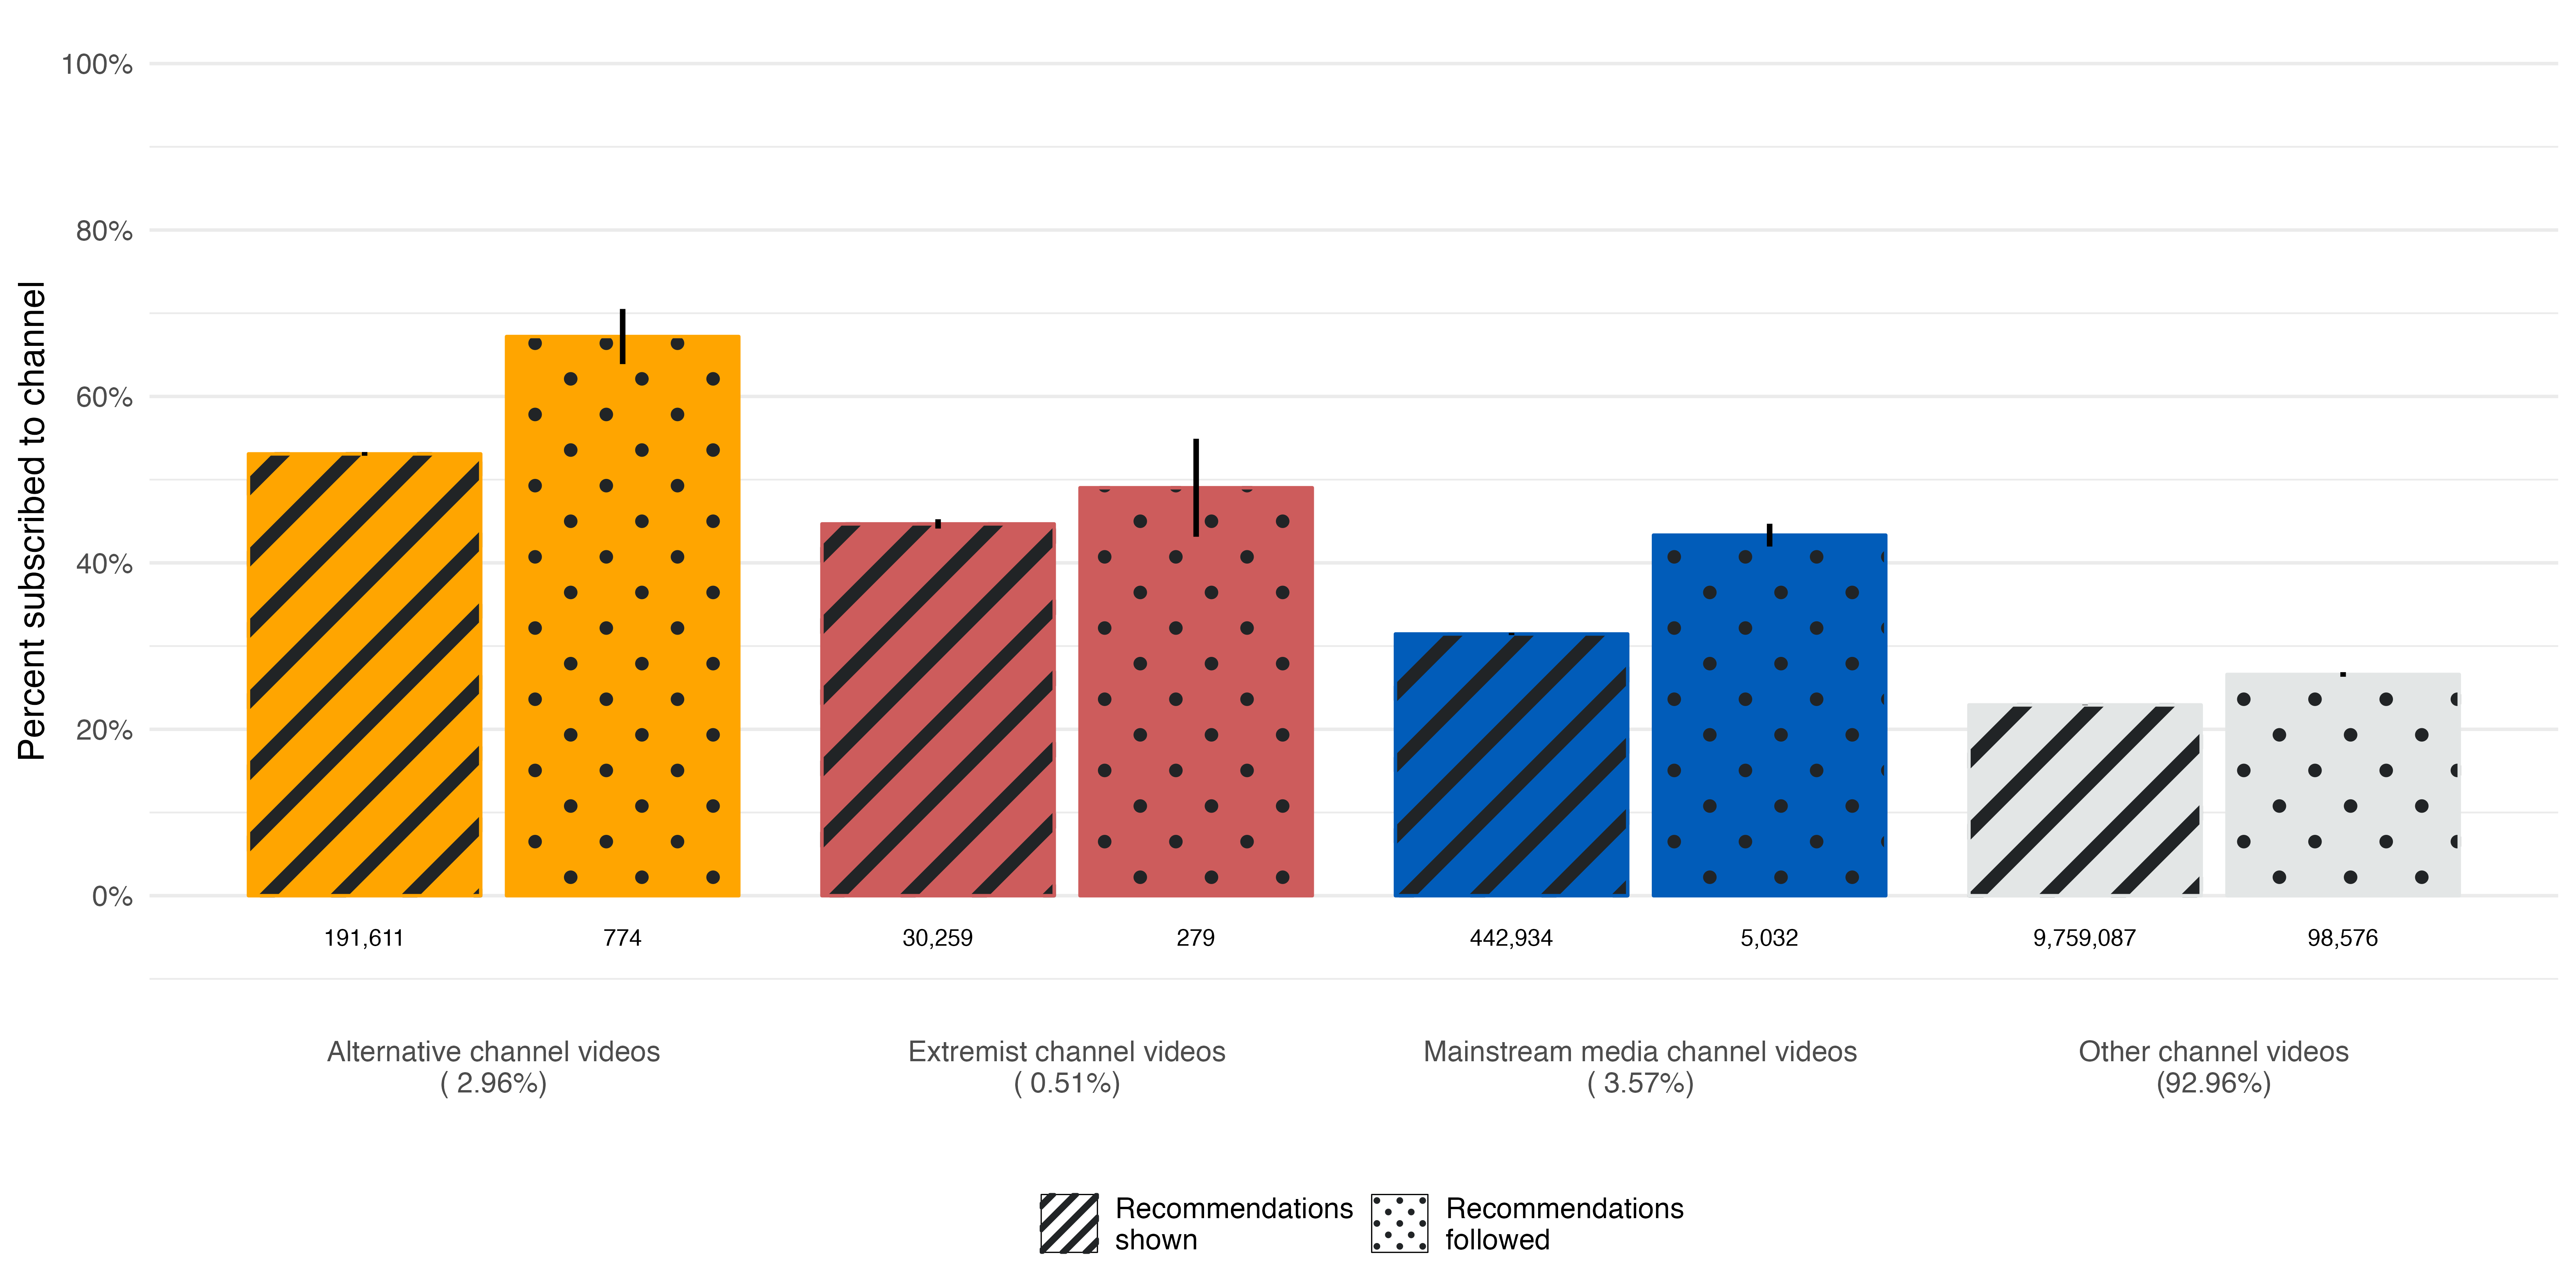 Percent subscribed to channel
100%
80%
60%
40%
20%
0%
191,611 774 30,259 279 442,934 5,032 9,759,087 98,576
Alternative channel videos
( 2.96%)
Extremist channel videos
( 0.51%)
Mainstream media channel videos
( 3.57%)
Other channel videos
(92.96%)
Recommendations
shown
Recommendations
followed